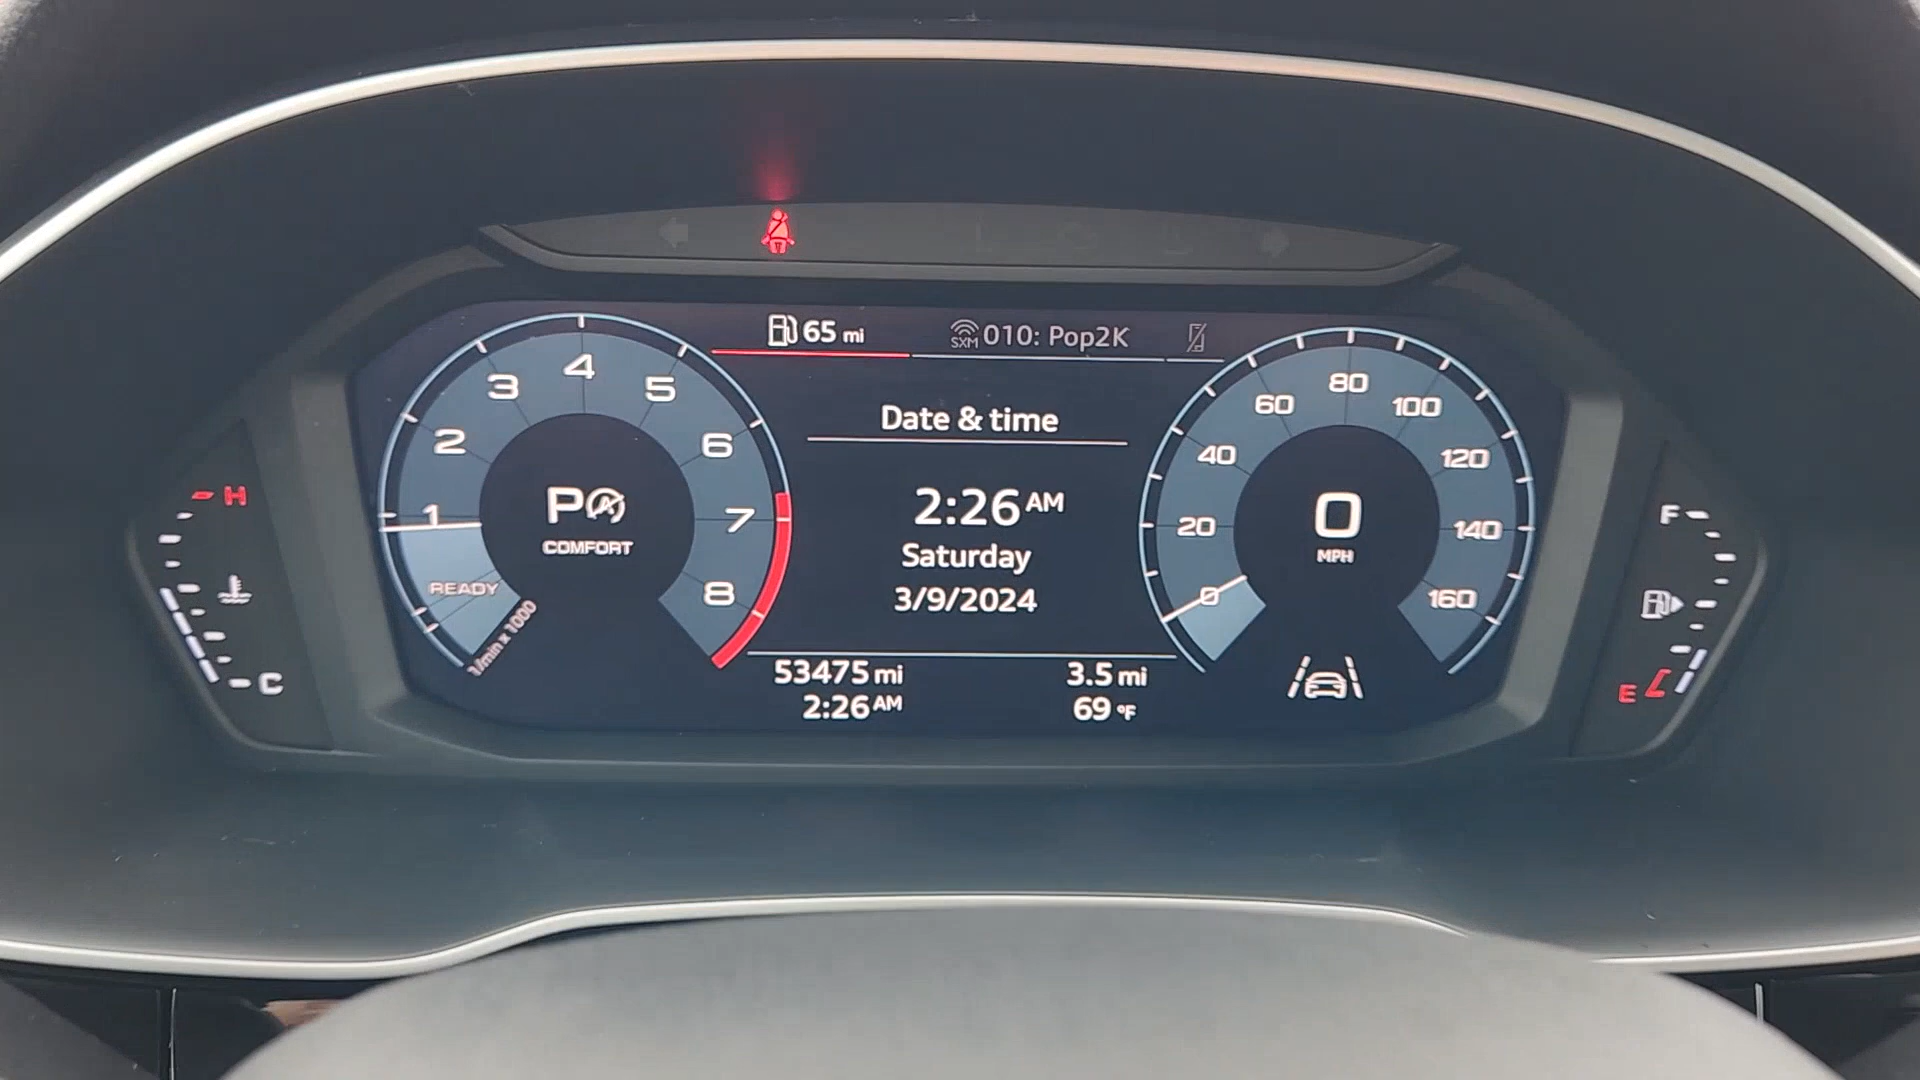 65 mi
SXM 010: Pop2K
Date & time
2:26 AM
Saturday
3/9/2024
53475 mi
2:26 AM
3.5 mi
69 °F
1 2 3 4 5 6 7 8
P A
COMFORT
READY
1/min x 1000
0 20 40 60 80 100 120 140 160
0
MPH
H
C
F
E